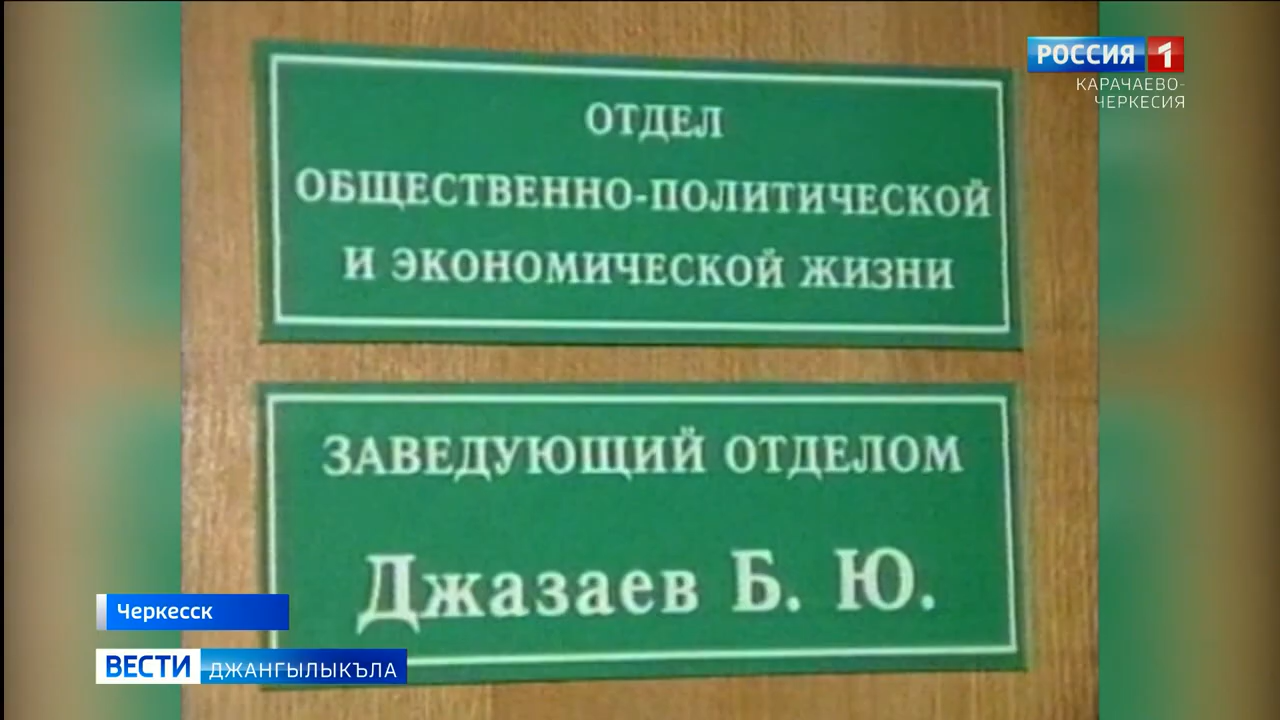 РОССИЯ 1
КАРАЧАЕВО-
ЧЕРКЕСИЯ
ОТДЕЛ
ОБЩЕСТВЕННО-ПОЛИТИЧЕСКОЙ
И ЭКОНОМИЧЕСКОЙ ЖИЗНИ
ЗАВЕДУЮЩИЙ ОТДЕЛОМ
Джазаев Б. Ю.
Черкесск
ВЕСТИ ДЖАНГЫЛЫКЪЛА